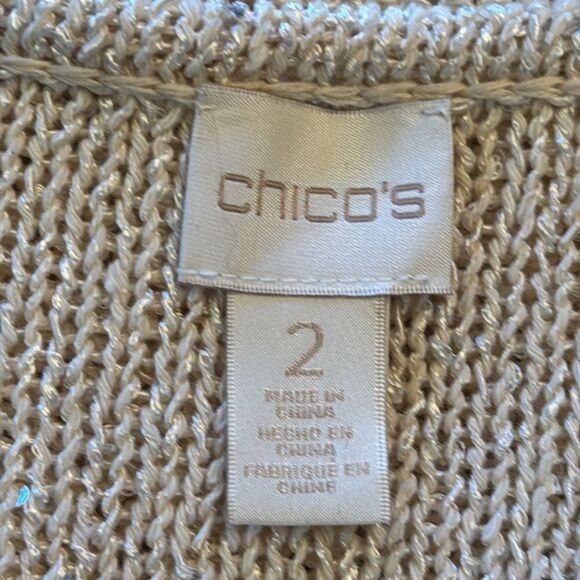 chico's
2
MADE IN
CHINA
HECHO EN
CHINA
FABRIQUE EN
CHINE